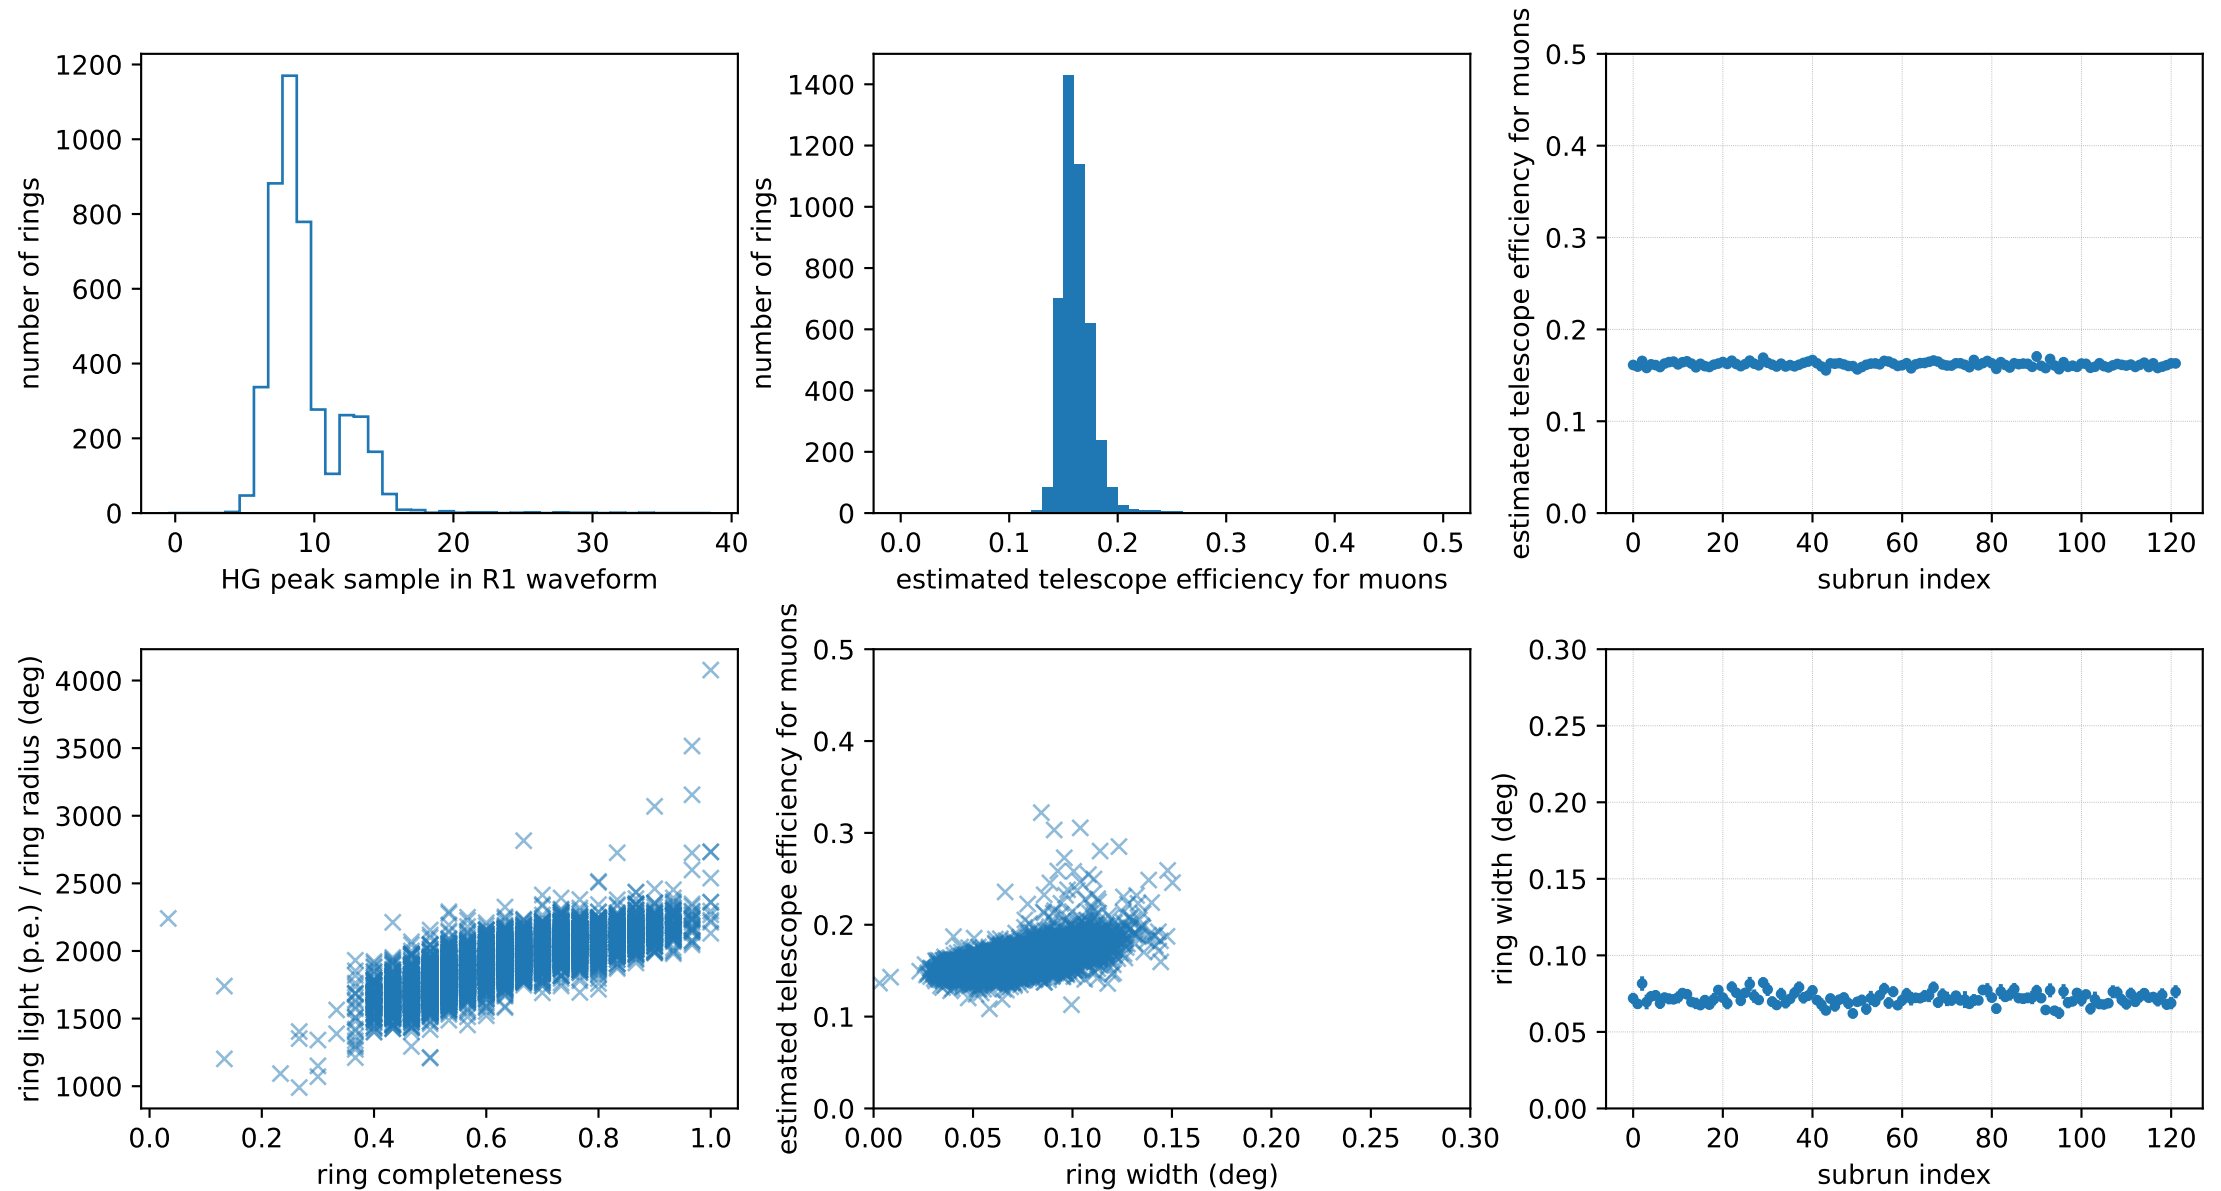 1200
1000
800
600
400
200
0
number of rings
0 10 20 30 40
HG peak sample in R1 waveform
1400
1200
1000
800
600
400
200
0
number of rings
0.0 0.1 0.2 0.3 0.4 0.5
estimated telescope efficiency for muons
0.5
0.4
0.3
0.2
0.1
0.0
estimated telescope efficiency for muons
0 20 40 60 80 100 120
subrun index
4000
3500
3000
2500
2000
1500
1000
ring light (p.e.) / ring radius (deg)
0.0 0.2 0.4 0.6 0.8 1.0
ring completeness
0.5
0.4
0.3
0.2
0.1
0.0
estimated telescope efficiency for muons
0.00 0.05 0.10 0.15 0.20 0.25 0.30
ring width (deg)
0.30
0.25
0.20
0.15
0.10
0.05
0.00
ring width (deg)
0 20 40 60 80 100 120
subrun index